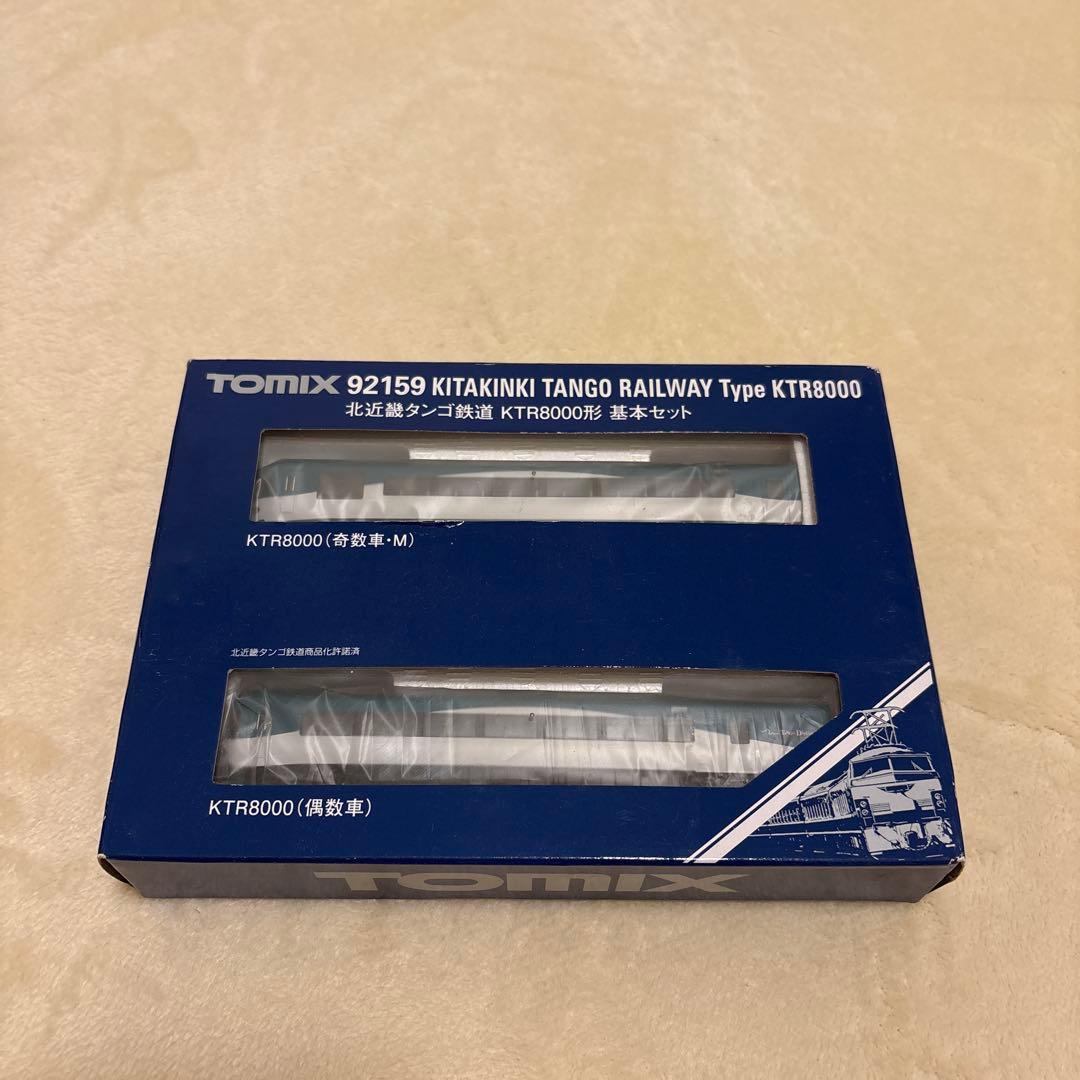 TOMIX 92159 KITAKINKI TANGO RAILWAY Type KTR8000
北近畿タンゴ鉄道 KTR8000形 基本セット
KTR8000(奇数車・M)
北近畿タンゴ鉄道商品化許諾済
KTR8000(偶数車)
TOMIX